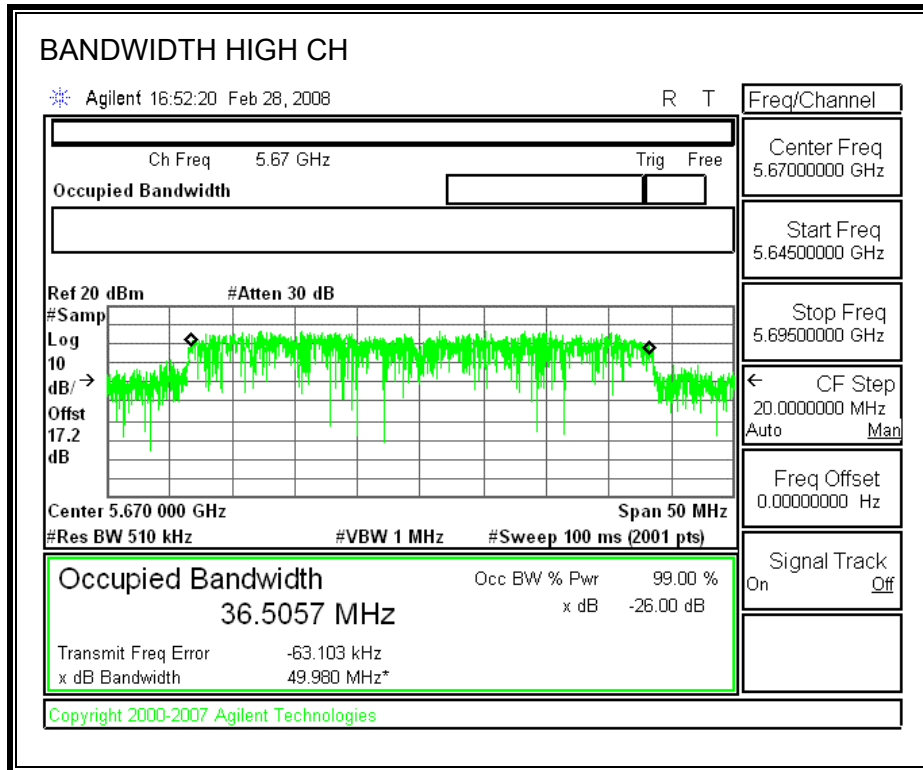 BANDWIDTH HIGH CH
Agilent 16:52:20 Feb 28, 2008 R T
Freq/Channel
Ch Freq 5.67 GHz Trig Free
Occupied Bandwidth
Center Freq
5.67000000 GHz
Start Freq
5.64500000 GHz
Stop Freq
5.69500000 GHz
CF Step
20.0000000 MHz
Auto Man
Freq Offset
0.00000000 Hz
Signal Track
On Off
Ref 20 dBm #Atten 30 dB
#Samp
Log
10
dB/
Offst
17.2
dB
Center 5.670 000 GHz Span 50 MHz
#Res BW 510 kHz #VBW 1 MHz #Sweep 100 ms (2001 pts)
Occupied Bandwidth Occ BW % Pwr 99.00 %
36.5057 MHz x dB -26.00 dB
Transmit Freq Error -63.103 kHz
x dB Bandwidth 49.980 MHz*
Copyright 2000-2007 Agilent Technologies